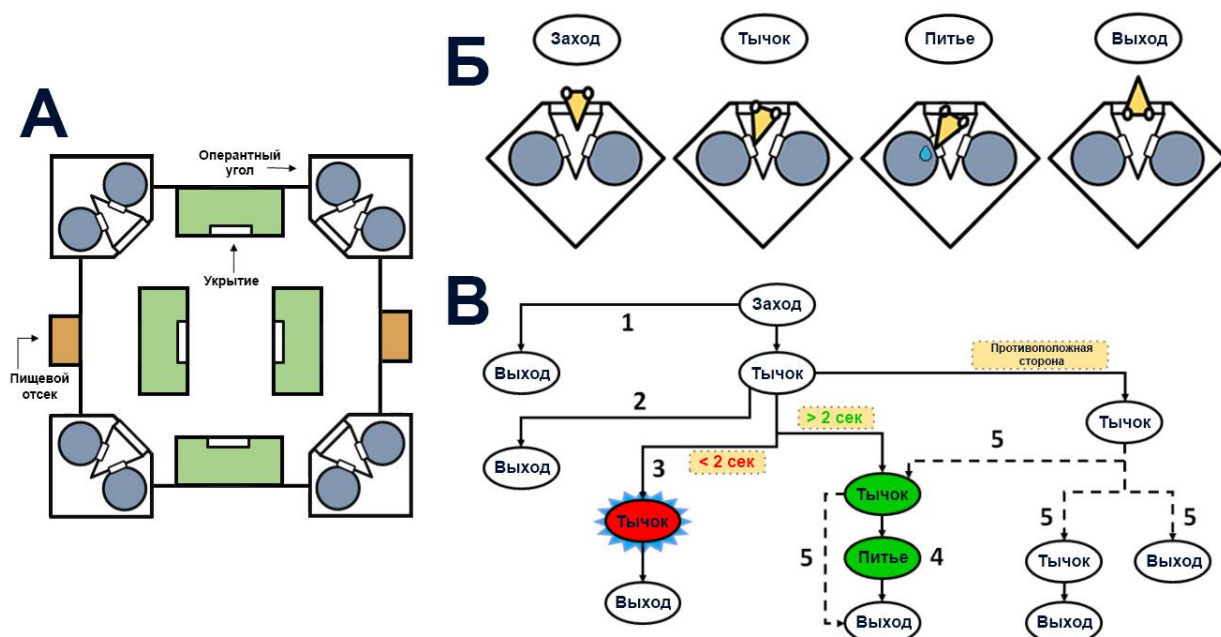 А
Оперантный
угол
Укрытие
Пищевой
отсек
Б
Заход
Тычок
Питье
Выход
В
Заход
1
Выход
Тычок
Противоположная
сторона
2
Выход
> 2 сек
Тычок
3
< 2 сек
5
Тычок
Тычок
5
Питье
4
5
5
Тычок
Выход
Выход
Выход
Выход